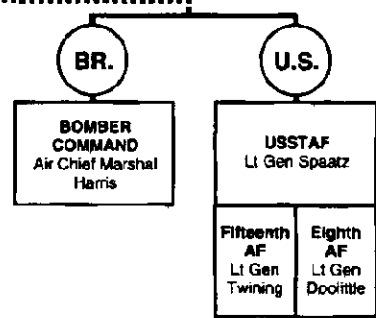 BR.
U.S.
BOMBER
COMMAND
Air Chief Marshal
Harris
USSTAF
Lt Gen Spaatz
Fifteenth
AF
Lt Gen
Twining
Eighth
AF
Lt Gen
Doolittle